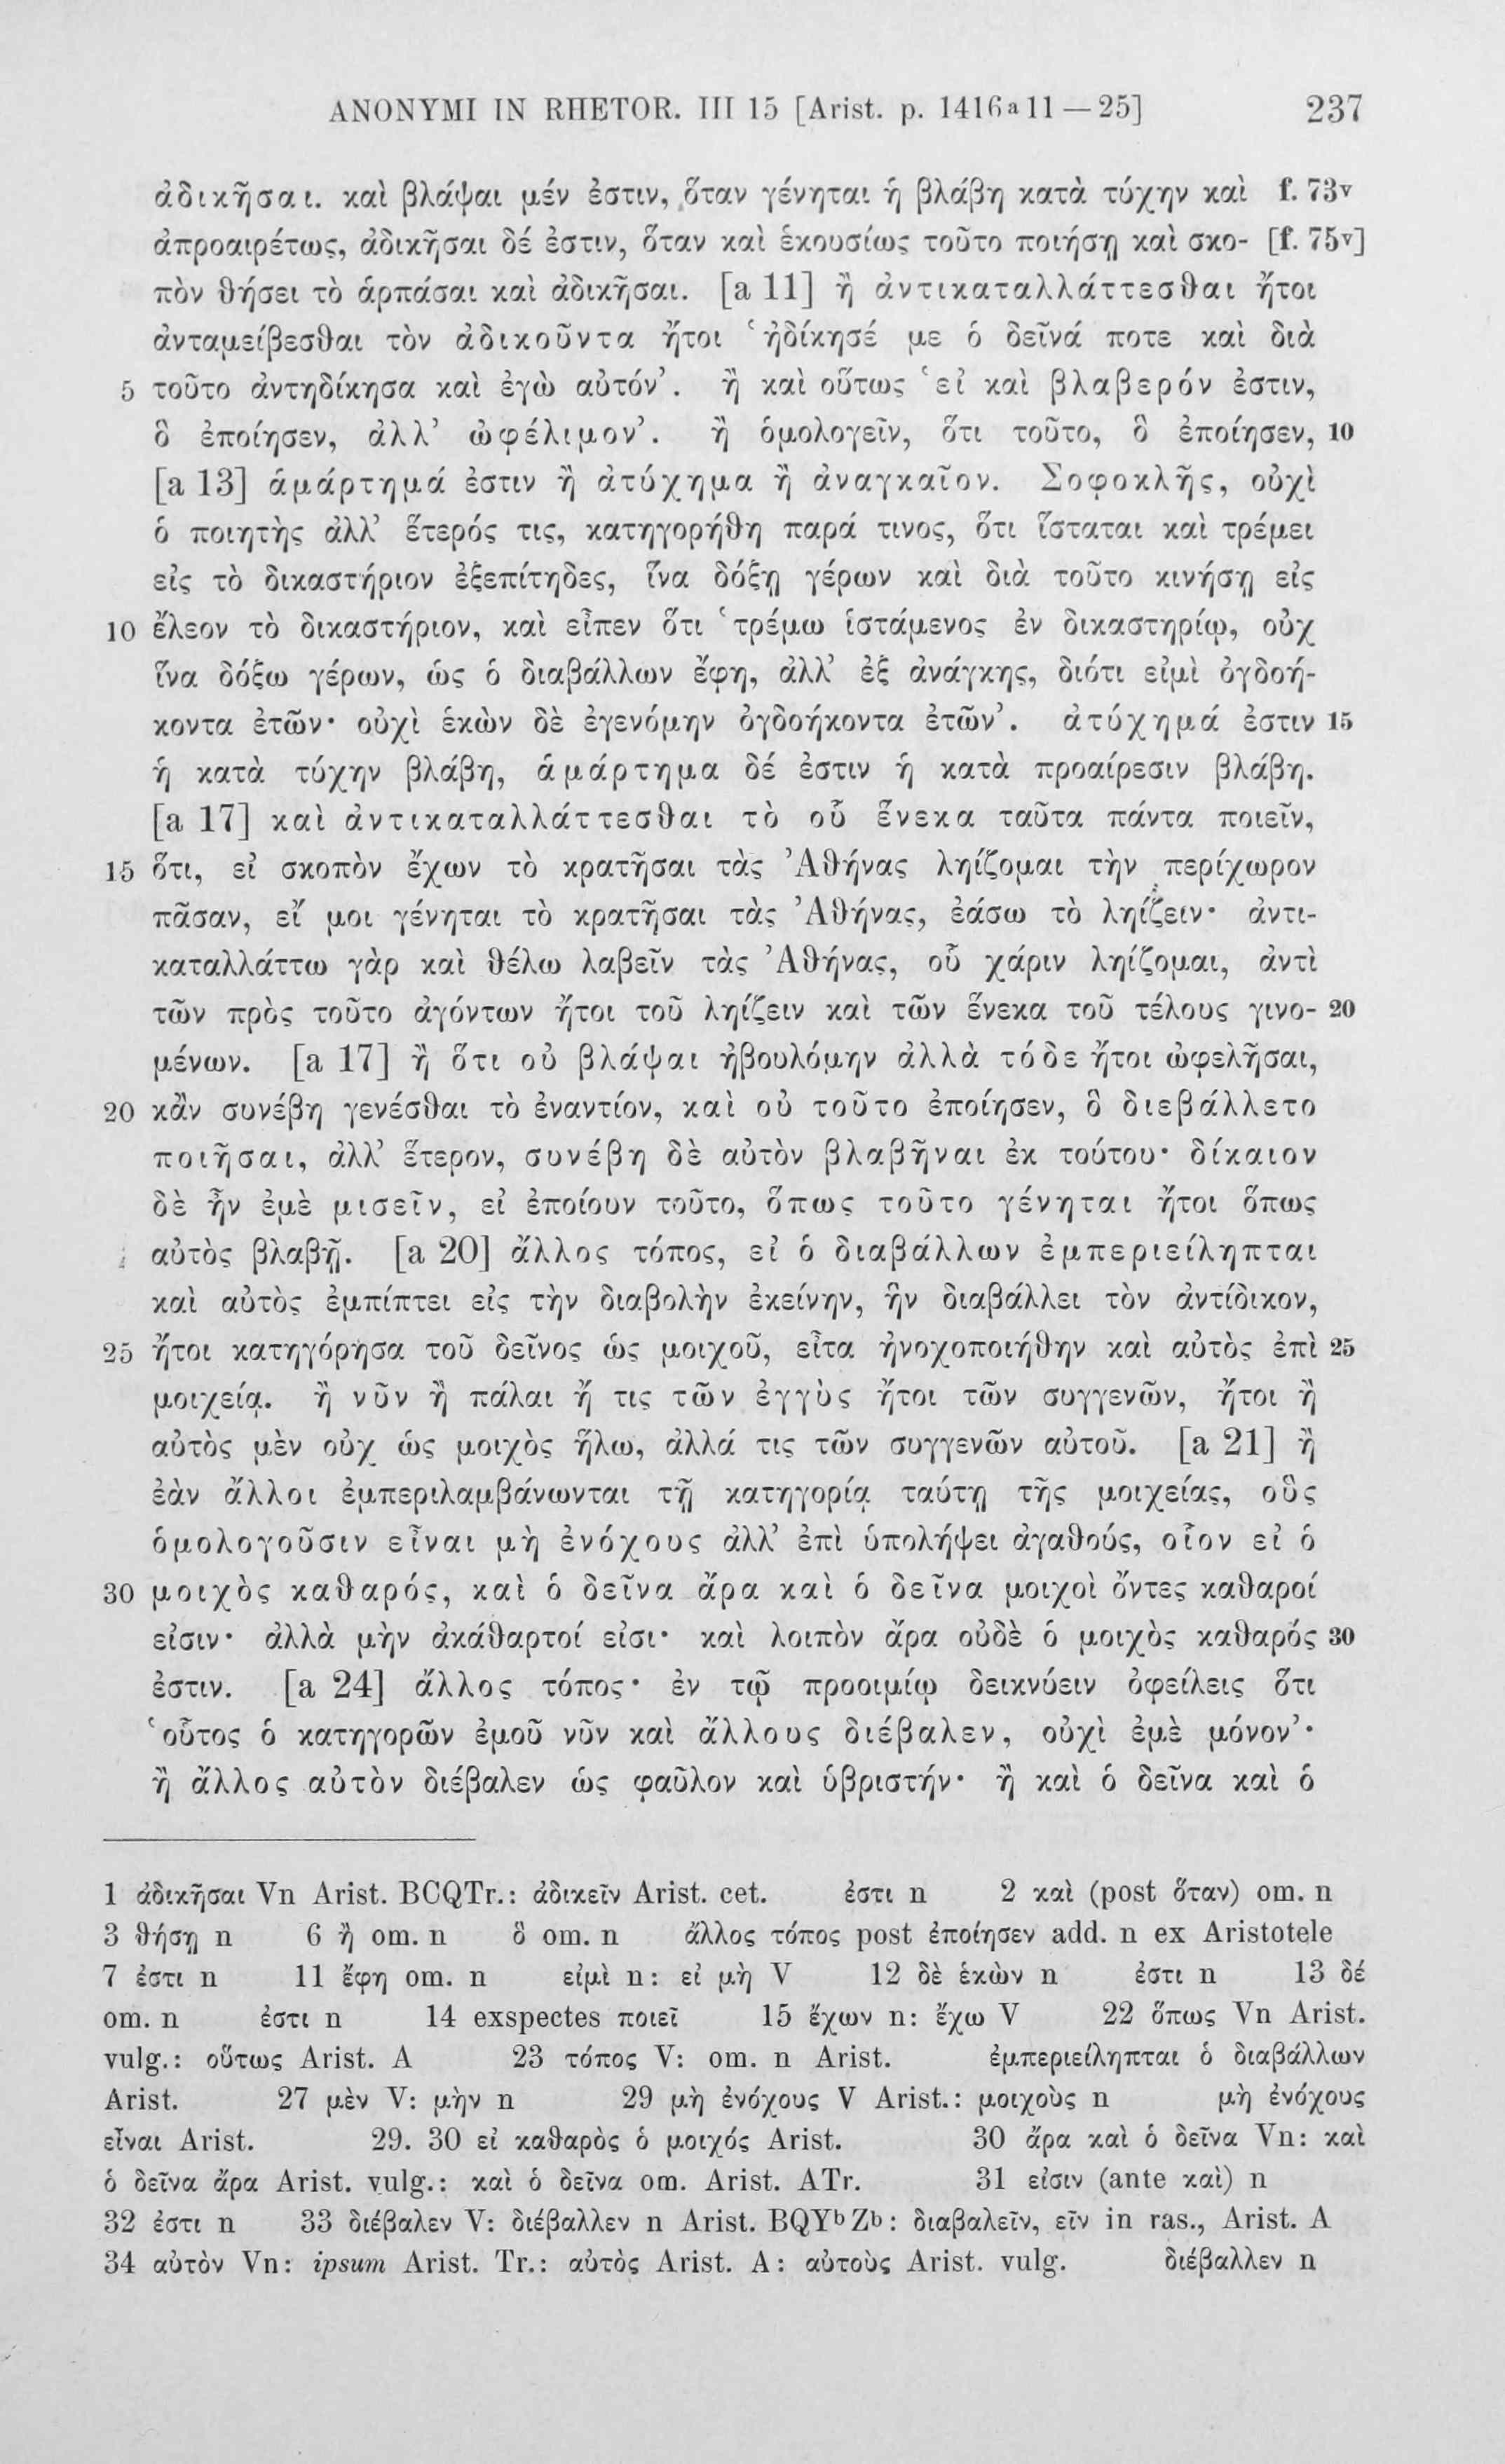 ANONYMI IN RHETOR. III 15 [Arist. p. 1416a11—25] 237
ἀδικῆσαι. καὶ βλάψαι μέν ἐστιν, ὅταν γένηται ἡ βλάβη κατὰ τύχην καὶ f. 73v
ἀπροαιρέτως, ἀδικῆσαι δέ ἐστιν, ὅταν καὶ ἑκουσίως τοῦτο ποιήσῃ καὶ σκο- [f. 75v]
πὸν θήσει τὸ ἁρπάσαι καὶ ἀδικῆσαι. [a 11] ἢ ἀντικαταλλάττεσθαι ἤτοι
ἀνταμείβεσθαι τὸν ἀδικοῦντα ἤτοι ‘ἠδίκησέ με ὁ δεῖνά ποτε καὶ διὰ
5 τοῦτο ἀντηδίκησα καὶ ἐγὼ αὐτόν’. ἢ καὶ οὕτως ‘εἰ καὶ βλαβερόν ἐστιν,
ὃ ἐποίησεν, ἀλλ’ ὠφέλιμον’. ἢ ὁμολογεῖν, ὅτι τοῦτο, ὃ ἐποίησεν, 10
[a 13] ἁμάρτημά ἐστιν ἢ ἀτύχημα ἢ ἀναγκαῖον. Σοφοκλῆς, οὐχὶ
ὁ ποιητὴς ἀλλ’ ἕτερός τις, κατηγορήθη παρά τινος, ὅτι ἵσταται καὶ τρέμει
εἰς τὸ δικαστήριον ἐξεπίτηδες, ἵνα δόξῃ γέρων καὶ διὰ τοῦτο κινήσῃ εἰς
10 ἔλεον τὸ δικαστήριον, καὶ εἶπεν ὅτι ‘τρέμω ἱστάμενος ἐν δικαστηρίῳ, οὐχ
ἵνα δόξω γέρων, ὡς ὁ διαβάλλων ἔφη, ἀλλ’ ἐξ ἀνάγκης, διότι εἰμὶ ὀγδοή-
κοντα ἐτῶν· οὐχὶ ἑκὼν δὲ ἐγενόμην ὀγδοήκοντα ἐτῶν’. ἀτύχημά ἐστιν 15
ἡ κατὰ τύχην βλάβη, ἁμάρτημα δέ ἐστιν ἡ κατὰ προαίρεσιν βλάβη.
[a 17] καὶ ἀντικαταλλάττεσθαι τὸ οὗ ἕνεκα ταῦτα πάντα ποιεῖν,
15 ὅτι, εἰ σκοπὸν ἔχων τὸ κρατῆσαι τὰς Ἀθήνας ληίζομαι τὴν περίχωρον
πᾶσαν, εἴ μοι γένηται τὸ κρατῆσαι τὰς Ἀθήνας, ἐάσω τὸ ληίζειν· ἀντι-
καταλλάττω γὰρ καὶ θέλω λαβεῖν τὰς Ἀθήνας, οὗ χάριν ληίζομαι, ἀντὶ
τῶν πρὸς τοῦτο ἀγόντων ἤτοι τοῦ ληίζειν καὶ τῶν ἕνεκα τοῦ τέλους γινο- 20
μένων. [a 17] ἢ ὅτι οὐ βλάψαι ἠβουλόμην ἀλλὰ τόδε ἤτοι ὠφελῆσαι,
20 κἂν συνέβη γενέσθαι τὸ ἐναντίον, καὶ οὐ τοῦτο ἐποίησεν, ὃ διεβάλλετο
ποιῆσαι, ἀλλ’ ἕτερον, συνέβη δὲ αὐτὸν βλαβῆναι ἐκ τούτου· δίκαιον
δὲ ἦν ἐμὲ μισεῖν, εἰ ἐποίουν τοῦτο, ὅπως τοῦτο γένηται ἤτοι ὅπως
αὐτὸς βλαβῇ. [a 20] ἄλλος τόπος, εἰ ὁ διαβάλλων ἐμπεριείληπται
καὶ αὐτὸς ἐμπίπτει εἰς τὴν διαβολὴν ἐκείνην, ἣν διαβάλλει τὸν ἀντίδικον,
25 ἤτοι κατηγόρησα τοῦ δεῖνος ὡς μοιχοῦ, εἶτα ἠνοχοποιήθην καὶ αὐτὸς ἐπὶ 25
μοιχείᾳ. ἢ νῦν ἢ πάλαι ἤ τις τῶν ἐγγὺς ἤτοι τῶν συγγενῶν, ἤτοι ἢ
αὐτὸς μὲν οὐχ ὡς μοιχὸς ἥλω, ἀλλά τις τῶν συγγενῶν αὐτοῦ. [a 21] ἢ
ἐὰν ἄλλοι ἐμπεριλαμβάνωνται τῇ κατηγορίᾳ ταύτῃ τῆς μοιχείας, οὓς
ὁμολογοῦσιν εἶναι μὴ ἐνόχους ἀλλ’ ἐπὶ ὑπολήψει ἀγαθούς, οἷον εἰ ὁ
30 μοιχὸς καθαρός, καὶ ὁ δεῖνα ἄρα καὶ ὁ δεῖνα μοιχοὶ ὄντες καθαροί
εἰσιν· ἀλλὰ μὴν ἀκάθαρτοί εἰσι· καὶ λοιπὸν ἄρα οὐδὲ ὁ μοιχὸς καθαρός 30
ἐστιν. [a 24] ἄλλος τόπος· ἐν τῷ προοιμίῳ δεικνύειν ὀφείλεις ὅτι
‘οὗτος ὁ κατηγορῶν ἐμοῦ νῦν καὶ ἄλλους διέβαλεν, οὐχὶ ἐμὲ μόνον’·
ἢ ἄλλος αὐτὸν διέβαλεν ὡς φαῦλον καὶ ὑβριστήν· ἢ καὶ ὁ δεῖνα καὶ ὁ
1 ἀδικῆσαι Vn Arist. BCQTr.: ἀδικεῖν Arist. cet. ἐστι n 2 καὶ (post ὅταν) om. n
3 θήσῃ n 6 ἢ om. n ὃ om. n ἄλλος τόπος post ἐποίησεν add. n ex Aristotele
7 ἐστι n 11 ἔφη om. n εἰμὶ n: εἰ μὴ V 12 δὲ ἑκὼν n ἐστι n 13 δέ
om. n ἐστι n 14 exspectes ποιεῖ 15 ἔχων n: ἔχω V 22 ὅπως Vn Arist.
vulg.: οὕτως Arist. A 23 τόπος V: om. n Arist. ἐμπεριείληπται ὁ διαβάλλων
Arist. 27 μὲν V: μὴν n 29 μὴ ἐνόχους V Arist.: μοιχοὺς n μὴ ἐνόχους
εἶναι Arist. 29. 30 εἰ καθαρὸς ὁ μοιχός Arist. 30 ἄρα καὶ ὁ δεῖνα Vn: καὶ
ὁ δεῖνα ἄρα Arist. vulg.: καὶ ὁ δεῖνα om. Arist. ATr. 31 εἰσιν (ante καὶ) n
32 ἐστι n 33 διέβαλεν V: διέβαλλεν n Arist. BQYbZb: διαβαλεῖν, εῖν in ras., Arist. A
34 αὐτὸν Vn: ipsum Arist. Tr.: αὐτὸς Arist. A: αὐτοὺς Arist. vulg. διέβαλλεν n